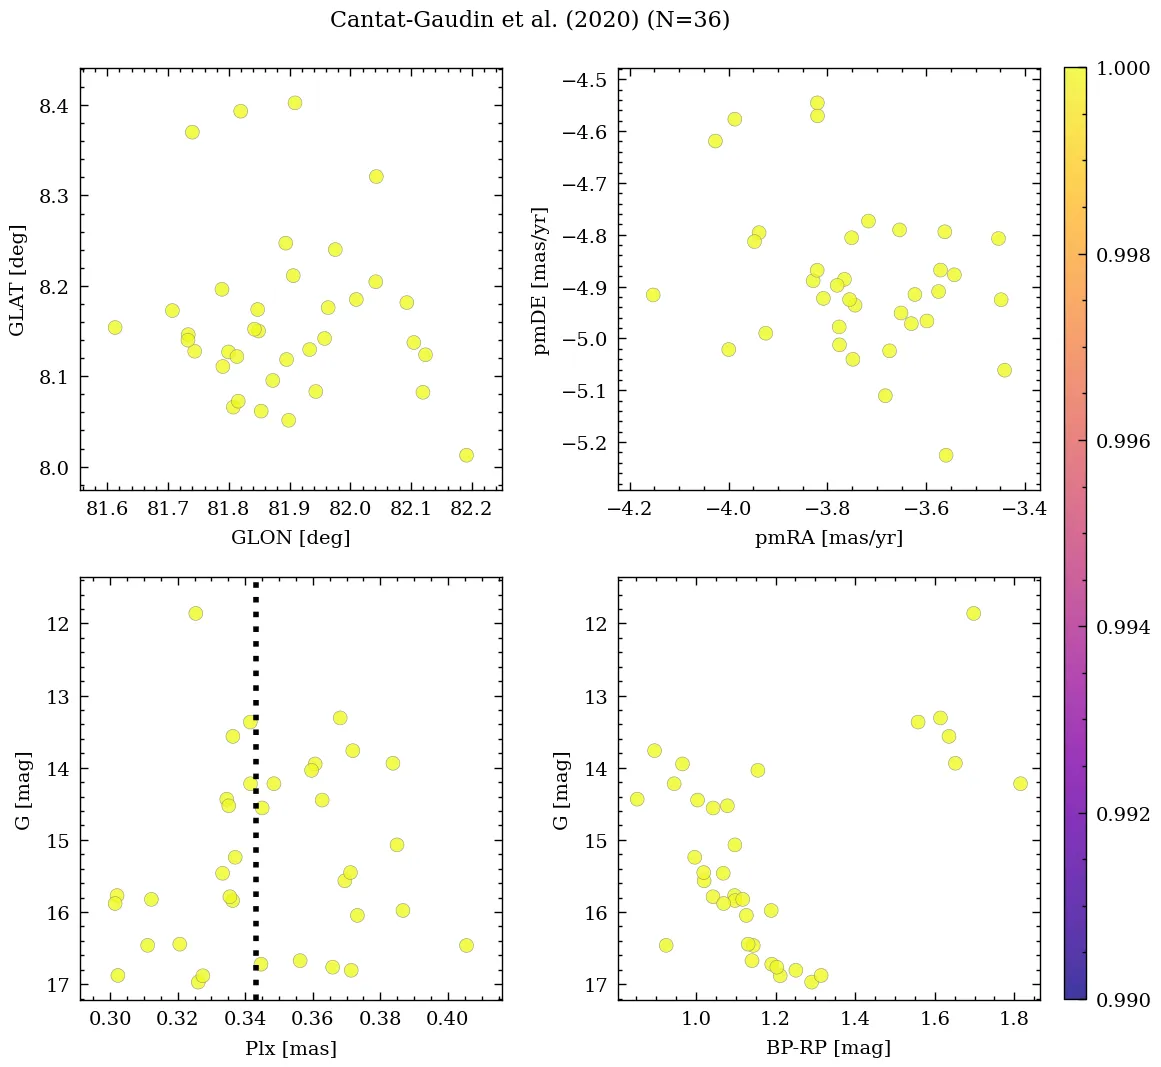 Cantat-Gaudin et al. (2020) (N=36)
8.4
8.3
8.2
8.1
8.0
GLAT [deg]
81.6 81.7 81.8 81.9 82.0 82.1 82.2
GLON [deg]
−4.5
−4.6
−4.7
−4.8
−4.9
−5.0
−5.1
−5.2
pmDE [mas/yr]
−4.2 −4.0 −3.8 −3.6 −3.4
pmRA [mas/yr]
1.000
0.998
0.996
0.994
0.992
0.990
12
13
14
15
16
17
G [mag]
0.30 0.32 0.34 0.36 0.38 0.40
Plx [mas]
12
13
14
15
16
17
G [mag]
1.0 1.2 1.4 1.6 1.8
BP-RP [mag]